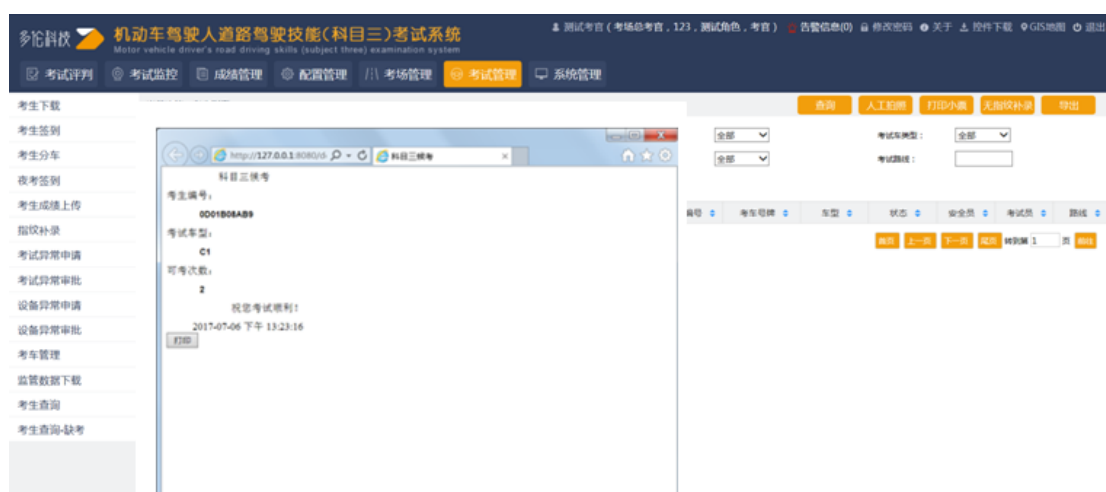 多伦科技
机动车驾驶人道路驾驶技能(科目三)考试系统
Motor vehicle driver's road driving skills (subject three) examination system
测试考官(考场总考官,123,测试角色,考官) 告警信息(0) 修改密码 关于 控件下载 GIS地图 退出
考试评判 考试监控 成绩管理 配置管理 考场管理 考试管理 系统管理
考生下载
考生签到
考生分车
夜考签到
考生成绩上传
指纹补录
考试异常申请
考试异常审批
设备异常申请
设备异常审批
考车管理
监管数据下载
考生查询
考生查询-缺考
查询 人工拍照 打印小票 无指纹补录 导出
全部 考试车类型: 全部
全部 考试路线:
编号 考车号牌 车型 状态 安全员 考试员 路线
首页 上一页 下一页 尾页 转到第 1 页 前往
http://127.0.0.1:8080/6 科目三候考
科目三候考
考生编号:
0D01B08AB9
考试车型:
C1
可考次数:
2
祝您考试顺利!
2017-07-06 下午 13:23:16
打印